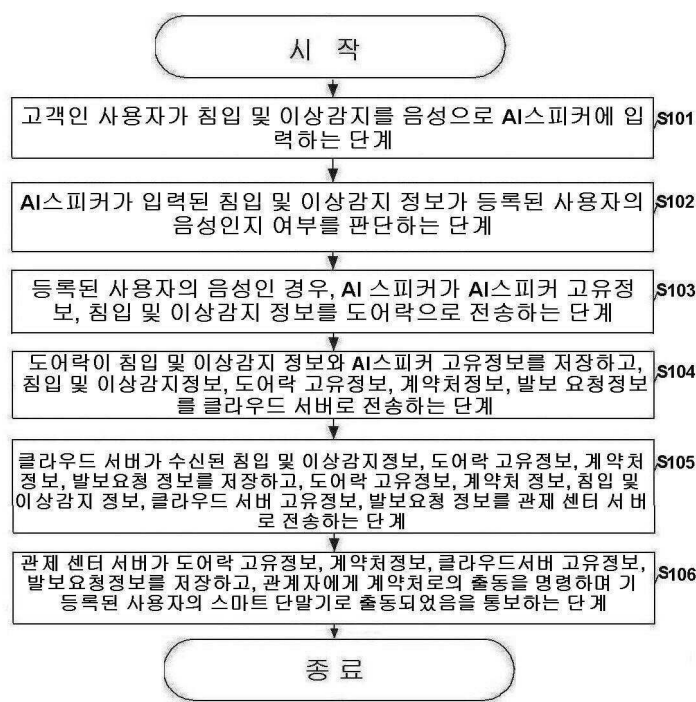 시 작
고객인 사용자가 침입 및 이상감지를 음성으로 AI스피커에 입
력하는 단계
S101
AI스피커가 입력된 침입 및 이상감지 정보가 등록된 사용자의
음성인지 여부를 판단하는 단계
S102
등록된 사용자의 음성인 경우, AI 스피커가 AI스피커 고유정
보, 침입 및 이상감지 정보를 도어락으로 전송하는 단계
S103
도어락이 침입 및 이상감지 정보와 AI스피커 고유정보를 저장하고,
침입 및 이상감지정보, 도어락 고유정보, 계약처정보, 발보 요청정보
를 클라우드 서버로 전송하는 단계
S104
클라우드 서버가 수신된 침입 및 이상감지정보, 도어락 고유정보, 계약처
정보, 발보요청 정보를 저장하고, 도어락 고유정보, 계약처 정보, 침입 및
이상감지 정보, 클라우드 서버 고유정보, 발보요청 정보를 관제 센터 서버
로 전송하는 단계
S105
관제 센터 서버가 도어락 고유정보, 계약처정보, 클라우드서버 고유정보,
발보요청정보를 저장하고, 관계자에게 계약처로의 출동을 명령하며 기
등록된 사용자의 스마트 단말기로 출동되었음을 통보하는 단계
S106
종 료